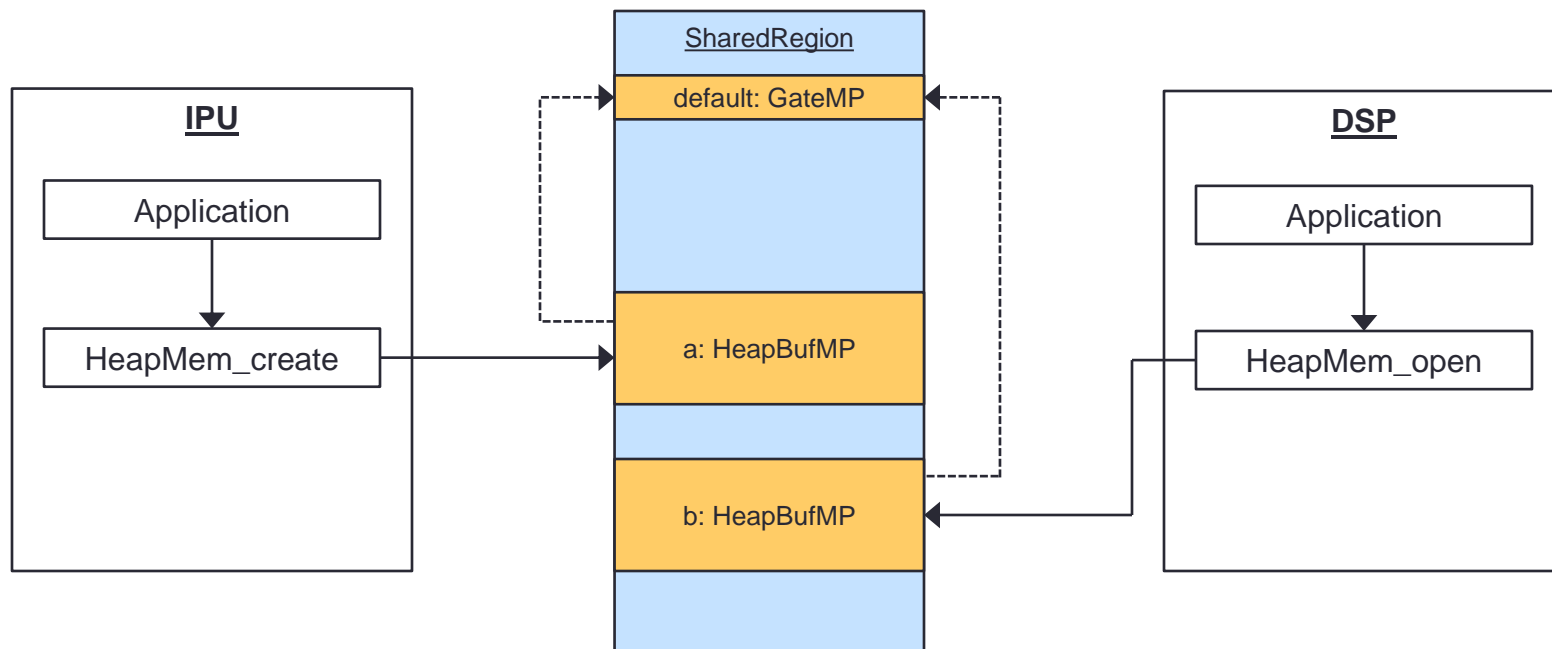 SharedRegion
default: GateMP
IPU
Application
HeapMem_create
a: HeapBufMP
b: HeapBufMP
DSP
Application
HeapMem_open